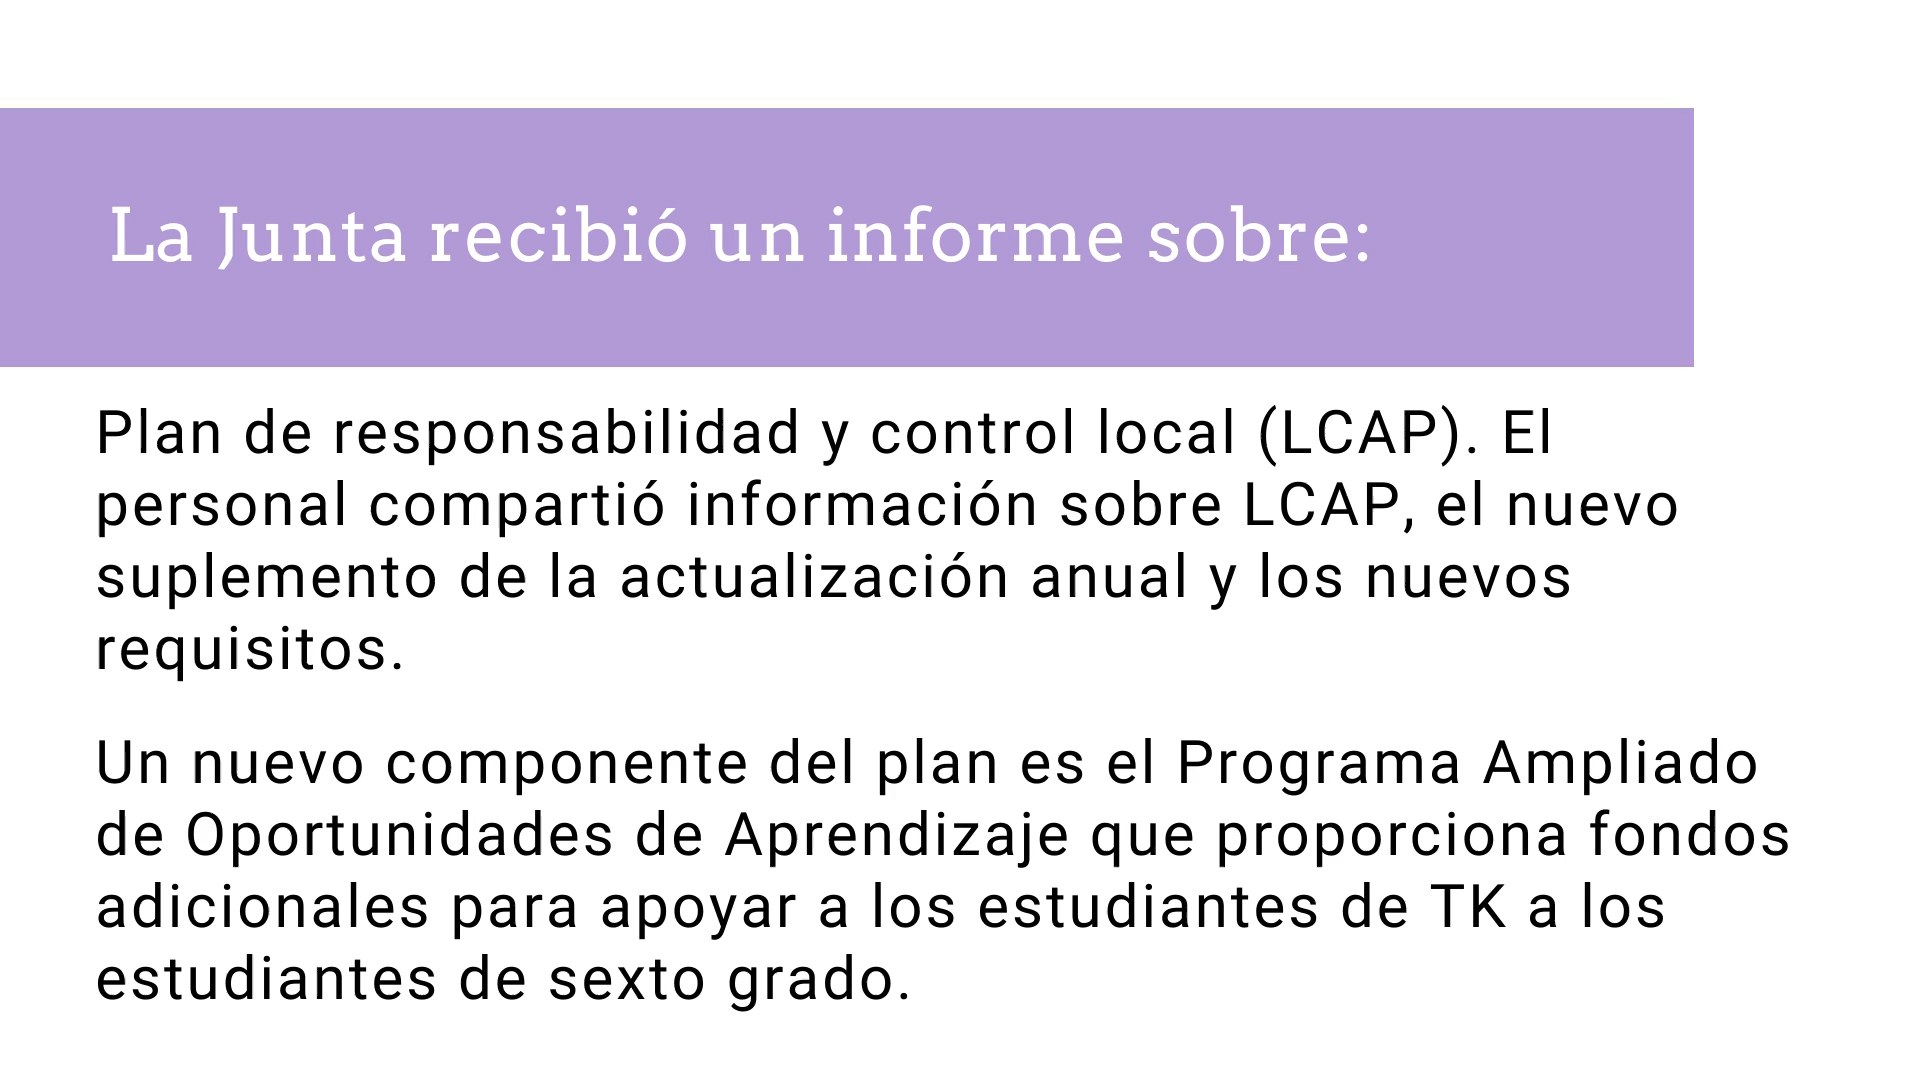 La Junta recibió un informe sobre:
Plan de responsabilidad y control local (LCAP). El
personal compartió información sobre LCAP, el nuevo
suplemento de la actualización anual y los nuevos
requisitos.
Un nuevo componente del plan es el Programa Ampliado
de Oportunidades de Aprendizaje que proporciona fondos
adicionales para apoyar a los estudiantes de TK a los
estudiantes de sexto grado.